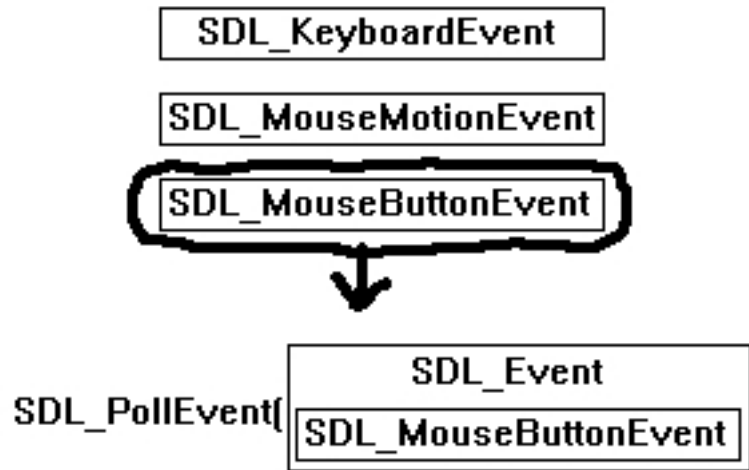 SDL_KeyboardEvent
SDL_MouseMotionEvent
SDL_MouseButtonEvent
SDL_Event
SDL_PollEvent(
SDL_MouseButtonEvent